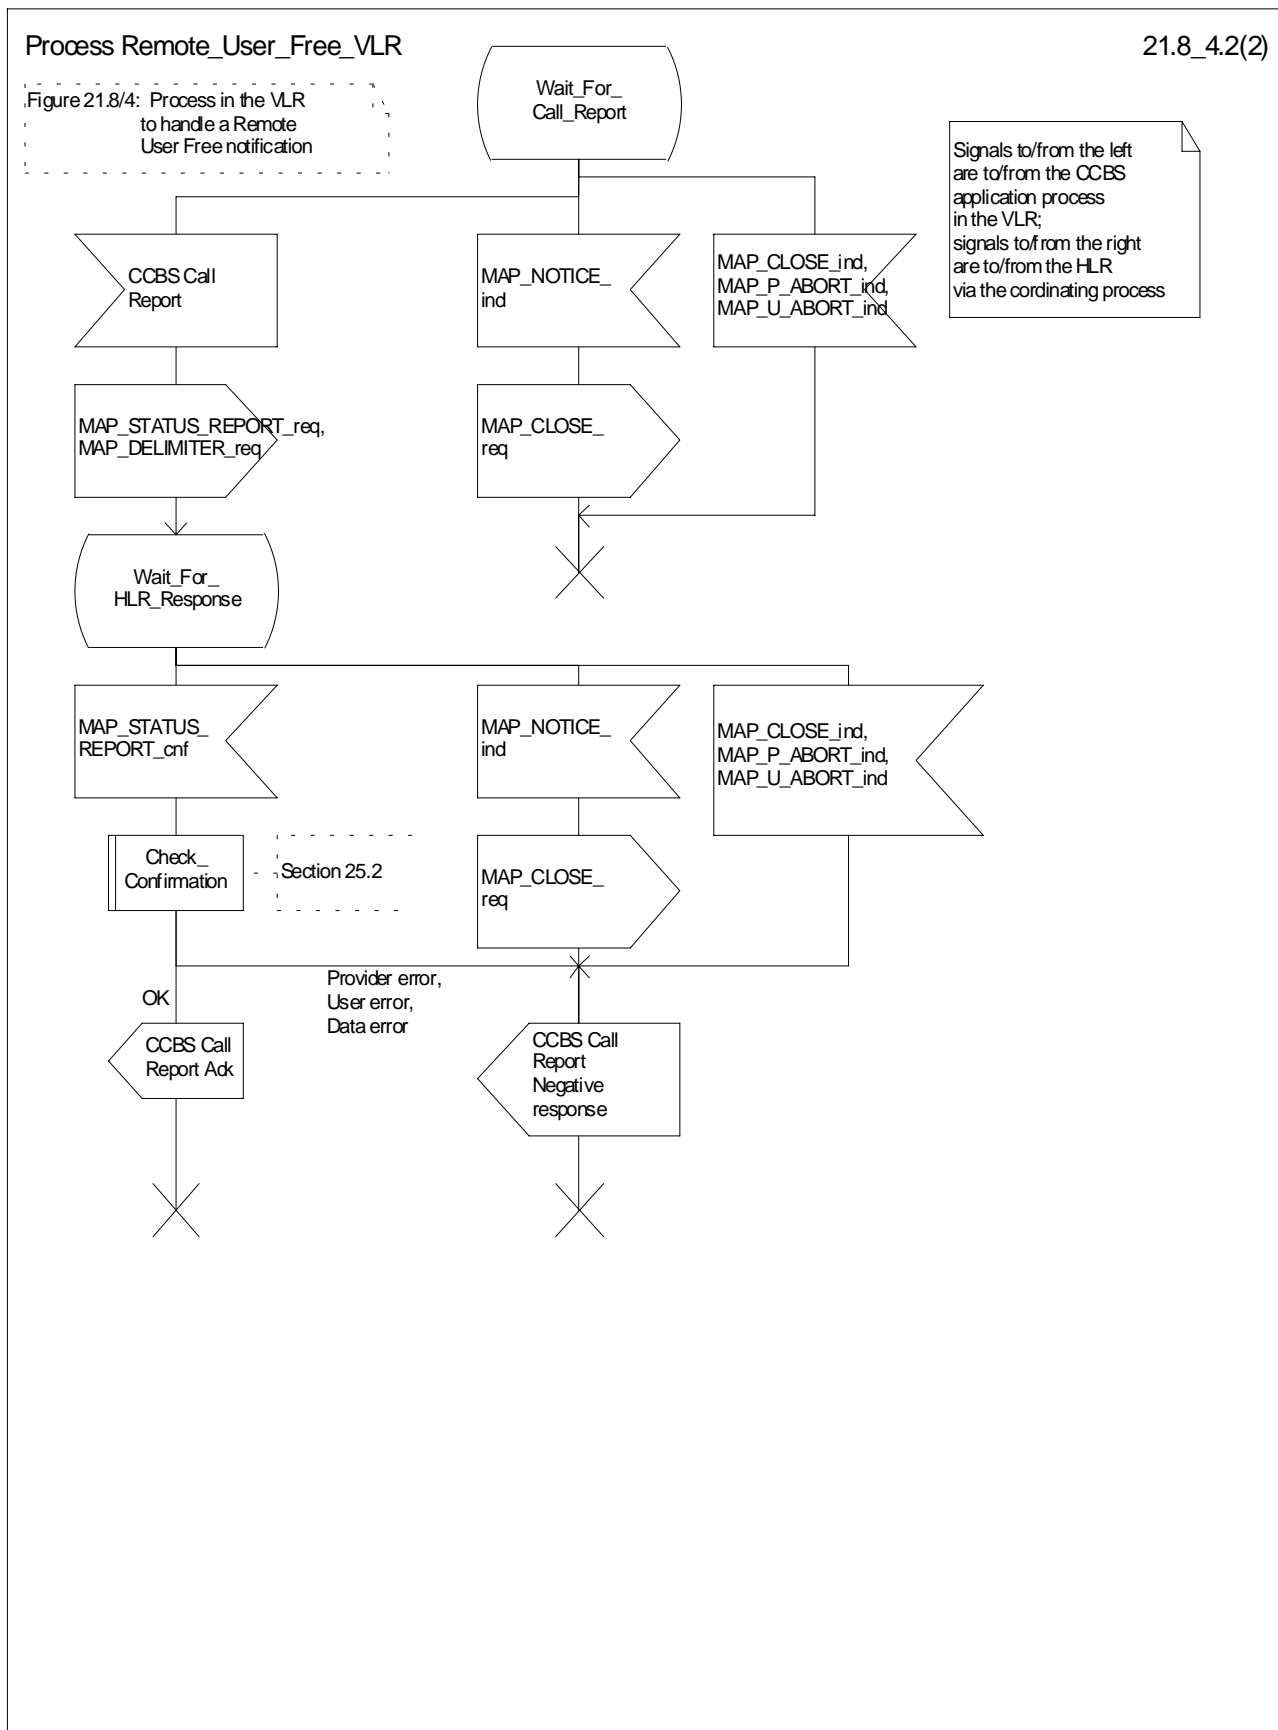 Process Remote_User_Free_VLR
21.8_4.2(2)
Figure 21.8/4: Process in the VLR
to handle a Remote
User Free notification
Wait_For_
Call_Report
Signals to/from the left
are to/from the CCBS
application process
in the VLR;
signals to/from the right
are to/from the HLR
via the cordinating process
CCBS Call
Report
MAP_NOTICE_
ind
MAP_CLOSE_ind,
MAP_P_ABORT_ind,
MAP_U_ABORT_ind
MAP_STATUS_REPORT_req,
MAP_DELIMITER_req
MAP_CLOSE_
req
Wait_For_
HLR_Response
MAP_STATUS_
REPORT_cnf
MAP_NOTICE_
ind
MAP_CLOSE_ind,
MAP_P_ABORT_ind,
MAP_U_ABORT_ind
Check_
Confirmation
Section 25.2
MAP_CLOSE_
req
Provider error,
User error,
Data error
OK
CCBS Call
Report Ack
CCBS Call
Report
Negative
response